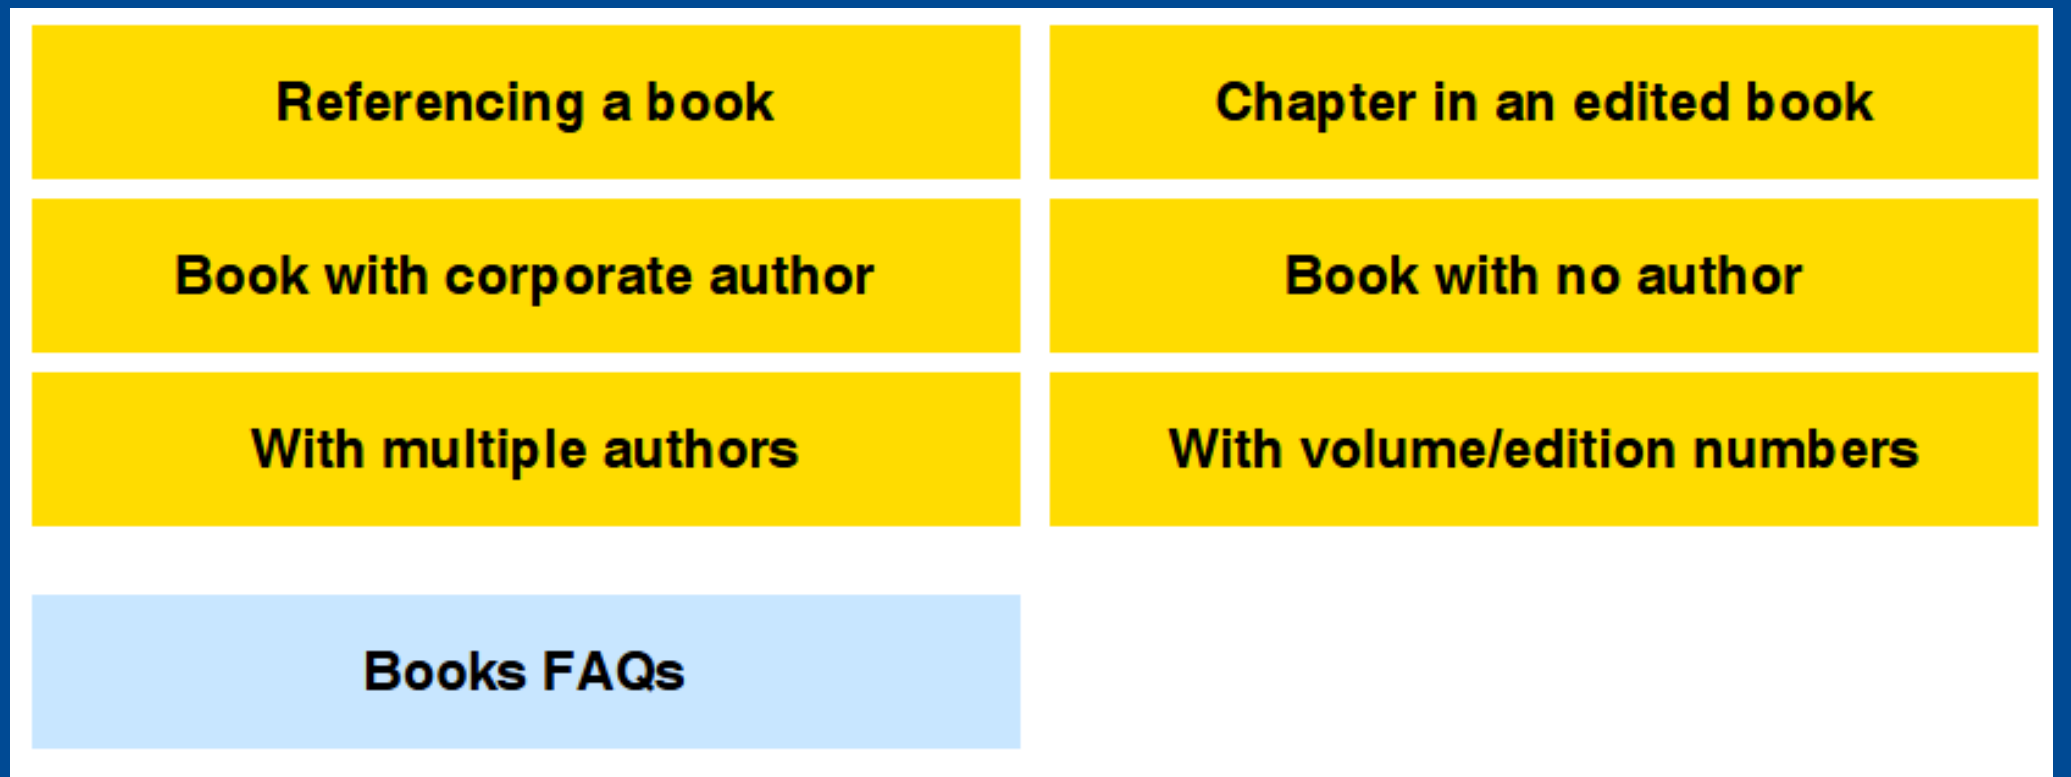 Referencing a book
Chapter in an edited book
Book with corporate author
Book with no author
With multiple authors
With volume/edition numbers
Books FAQs